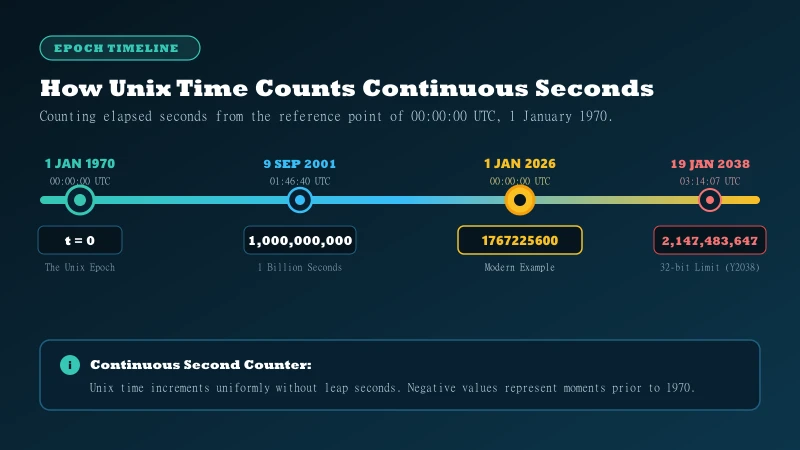 EPOCH TIMELINE
How Unix Time Counts Continuous Seconds
Counting elapsed seconds from the reference point of 00:00:00 UTC, 1 January 1970.
1 JAN 1970
00:00:00 UTC
t = 0
The Unix Epoch
9 SEP 2001
01:46:40 UTC
1,000,000,000
1 Billion Seconds
1 JAN 2026
00:00:00 UTC
1767225600
Modern Example
19 JAN 2038
03:14:07 UTC
2,147,483,647
32-bit Limit (Y2038)
i
Continuous Second Counter:
Unix time increments uniformly without leap seconds. Negative values represent moments prior to 1970.